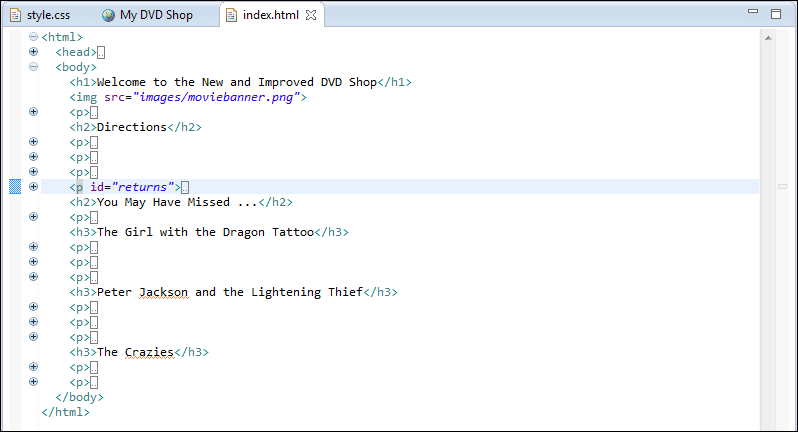 style.css My DVD Shop index.html
<html>
<head>
<body>
<h1>Welcome to the New and Improved DVD Shop</h1>
<img src="images/moviebanner.png">
<p>
<h2>Directions</h2>
<p>
<p>
<p>
<p id="returns">
<h2>You May Have Missed ...</h2>
<p>
<h3>The Girl with the Dragon Tattoo</h3>
<p>
<p>
<p>
<h3>Peter Jackson and the Lightening Thief</h3>
<p>
<p>
<p>
<h3>The Crazies</h3>
<p>
<p>
</body>
</html>